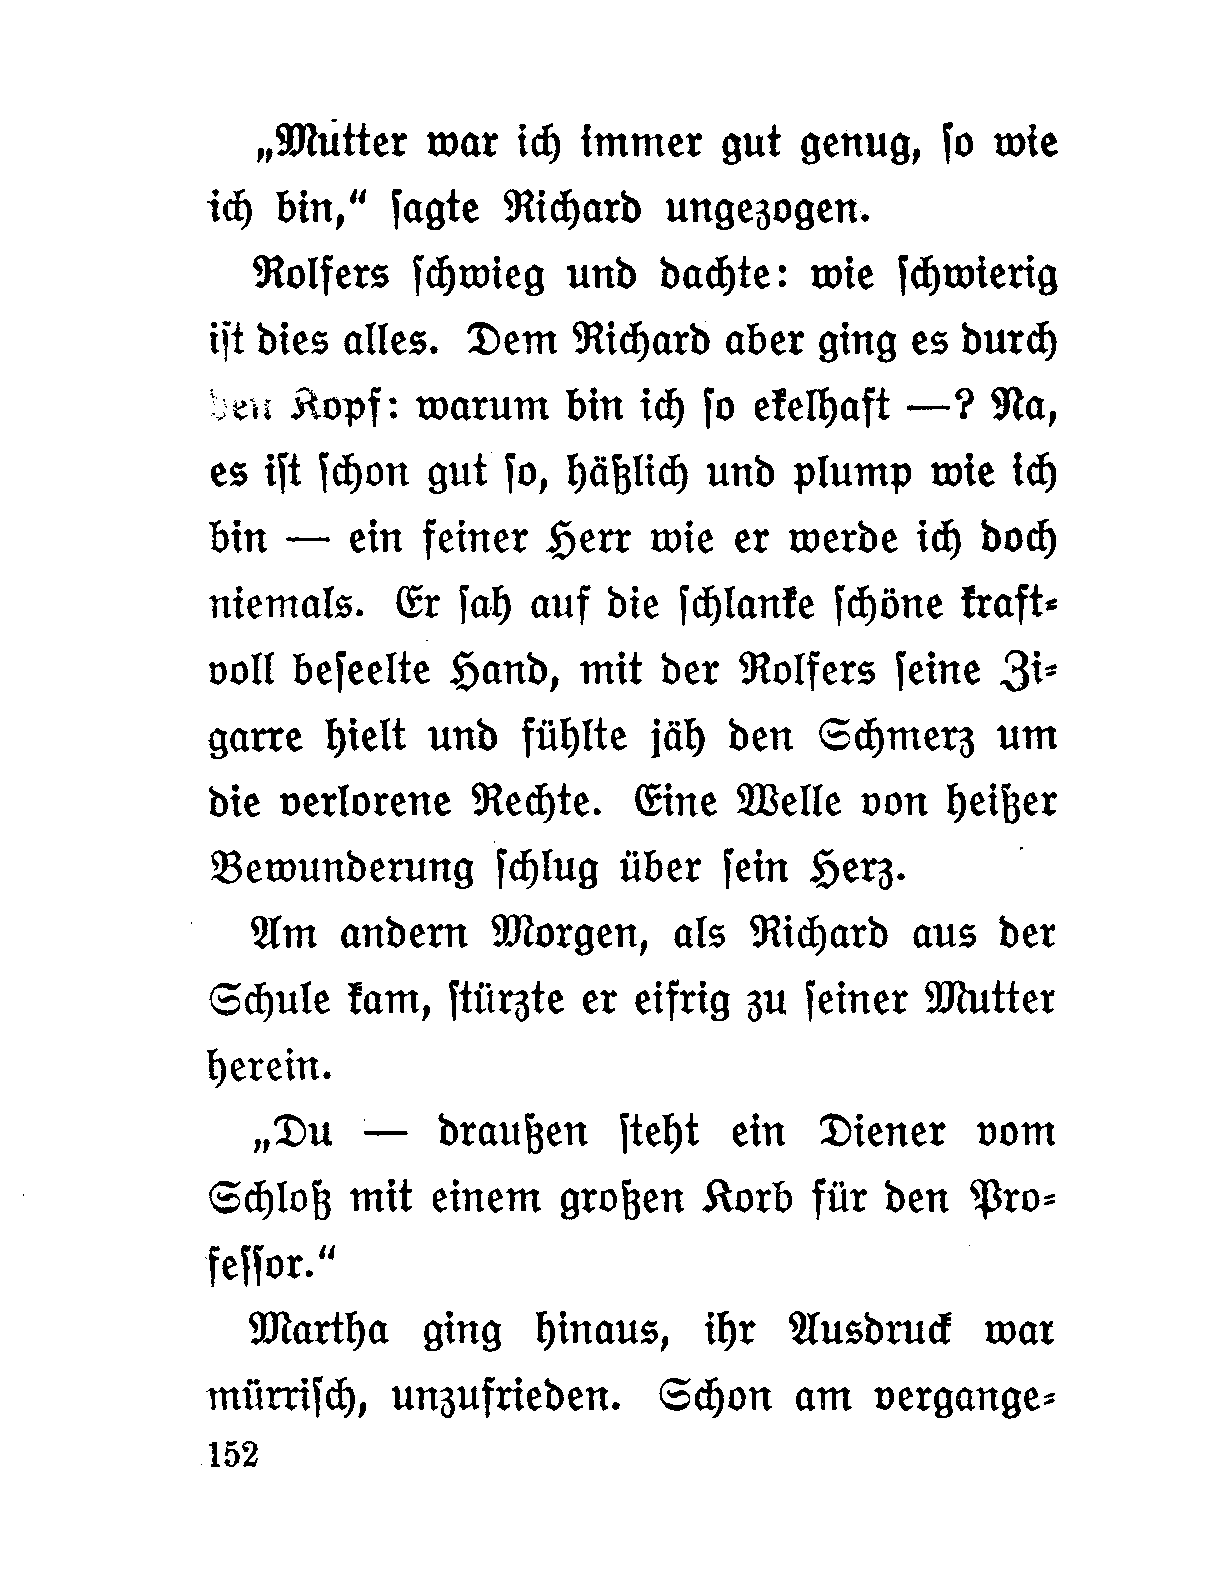 „Mutter war ich immer gut genug, ſo wie
ich bin,“ ſagte Richard ungezogen.
Rolfers ſchwieg und dachte: wie ſchwierig
iſt dies alles. Dem Richard aber ging es durch
den Kopf: warum bin ich ſo ekelhaft —? Na,
es iſt ſchon gut ſo, häßlich und plump wie ich
bin — ein feiner Herr wie er werde ich doch
niemals. Er ſah auf die ſchlanke ſchöne kraft⸗
voll beſeelte Hand, mit der Rolfers ſeine Zi⸗
garre hielt und fühlte jäh den Schmerz um
die verlorene Rechte. Eine Welle von heißer
Bewunderung ſchlug über ſein Herz.
Am andern Morgen, als Richard aus der
Schule kam, ſtürzte er eifrig zu ſeiner Mutter
herein.
„Du — draußen ſteht ein Diener vom
Schloß mit einem großen Korb für den Pro⸗
feſſor.“
Martha ging hinaus, ihr Ausdruck war
mürriſch, unzufrieden. Schon am vergange⸗
152